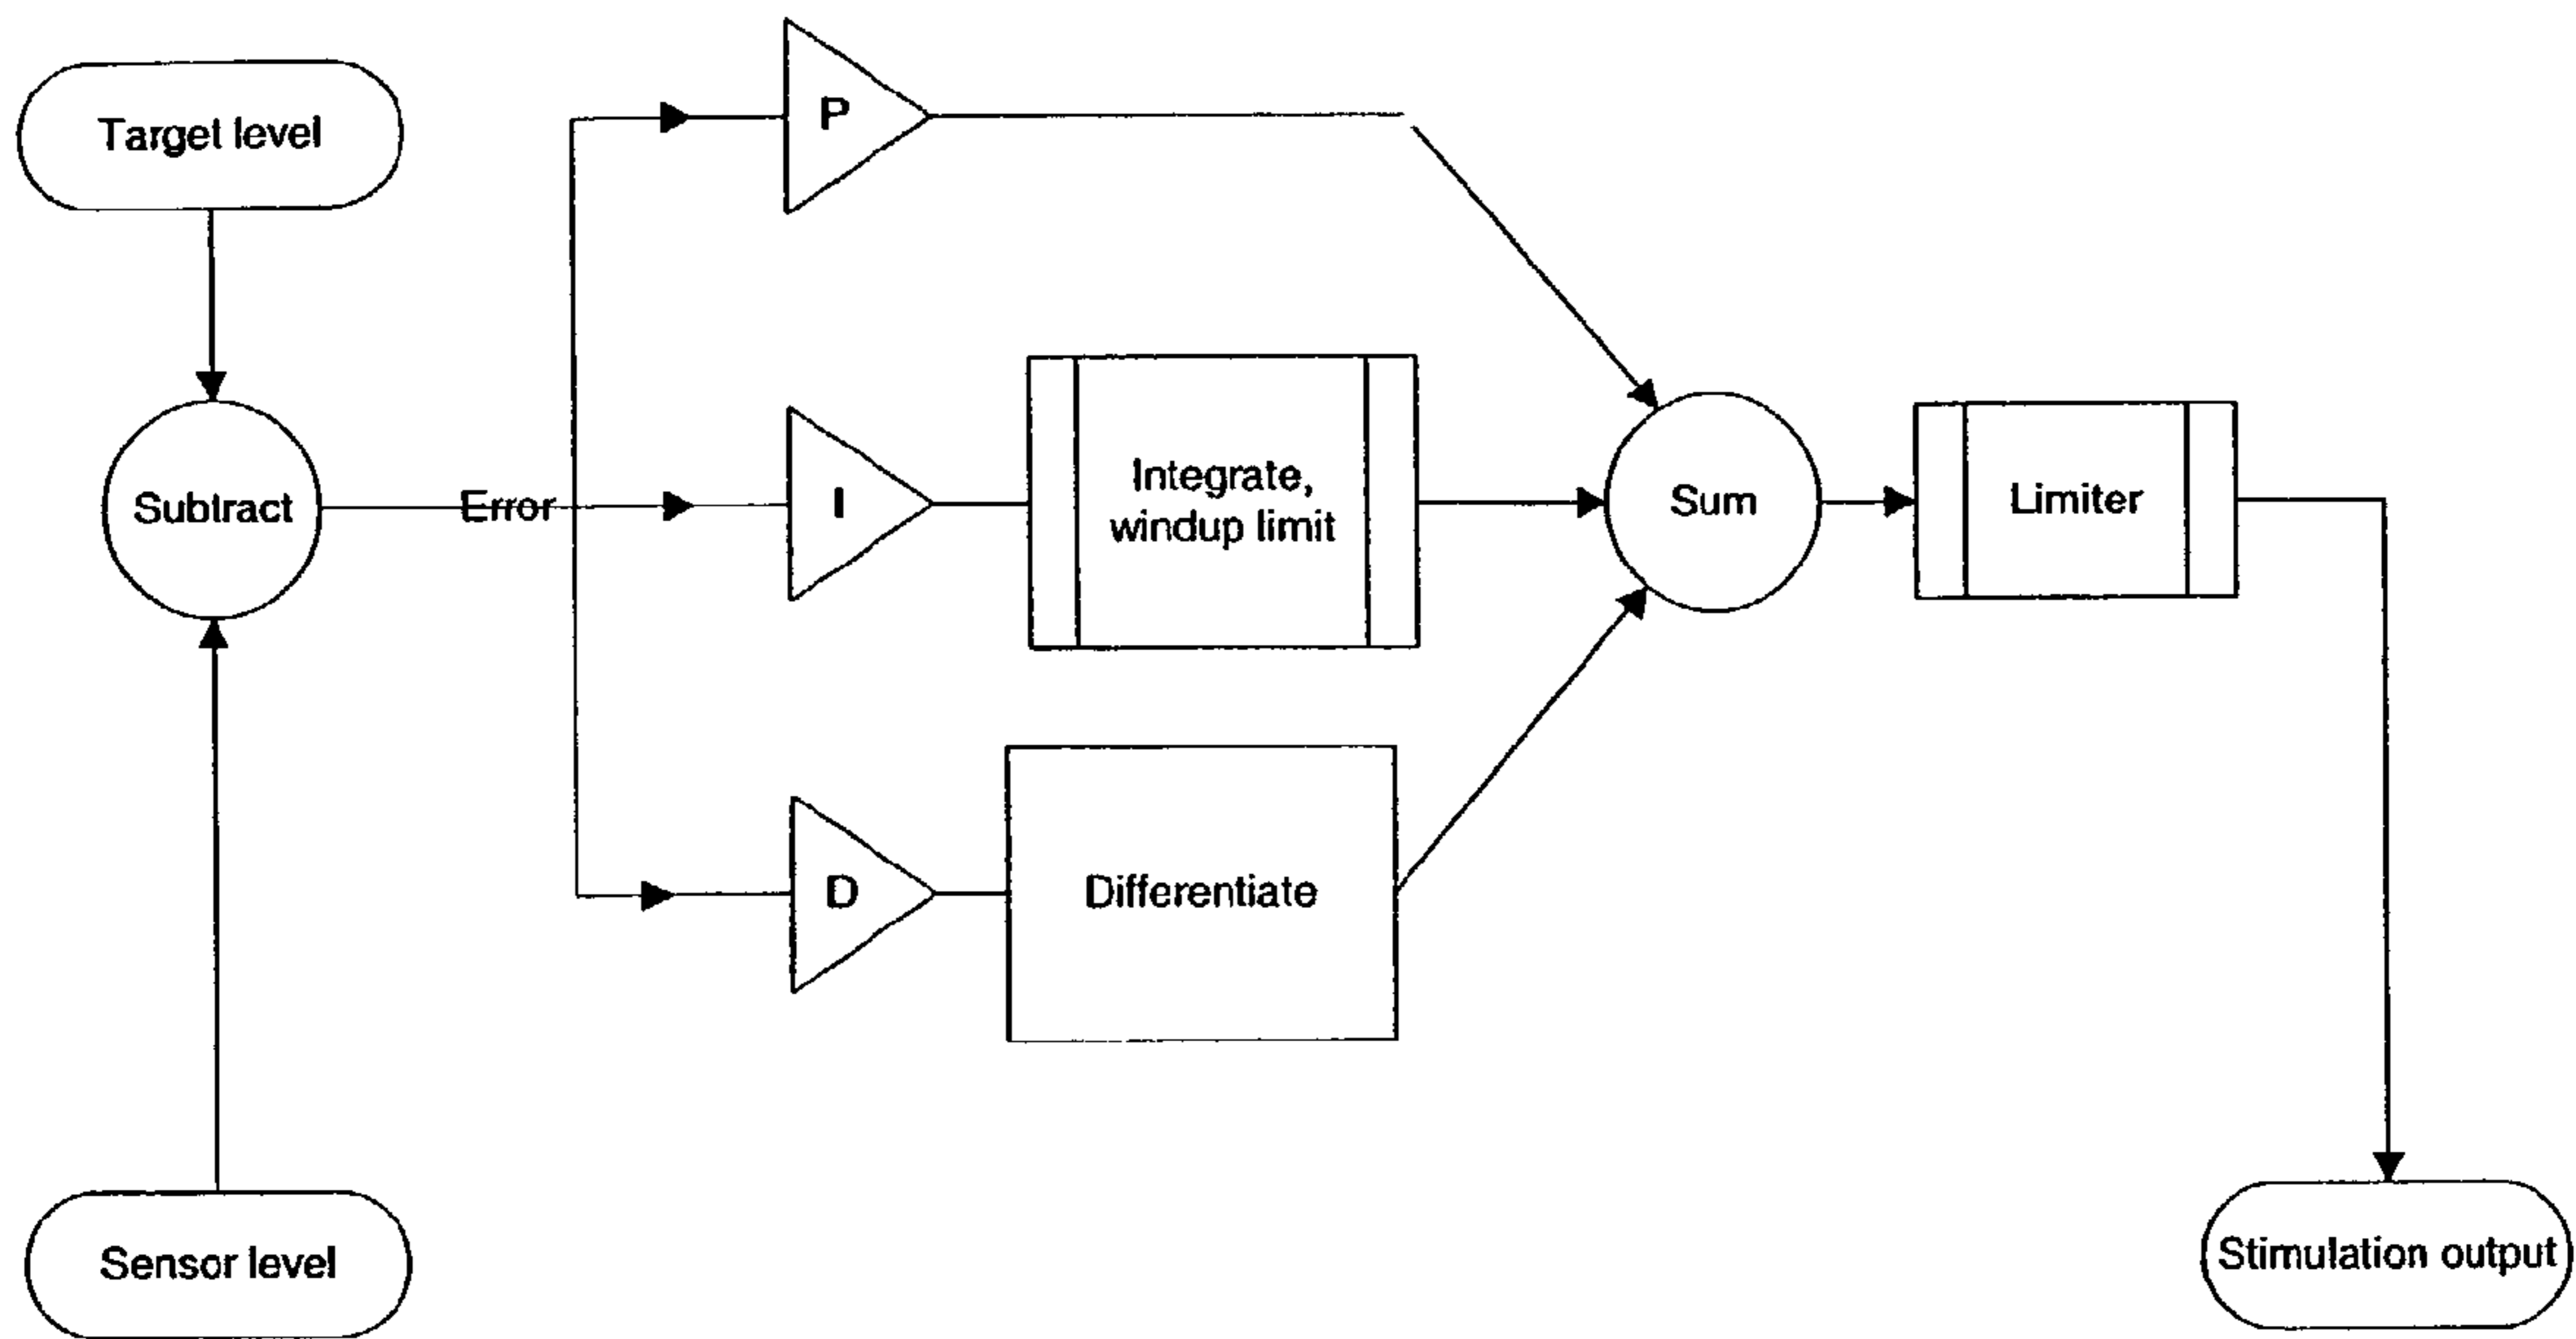 Target level
P
Subtract
Error
I
Integrate,
windup limit
Sum
Limiter
D
Differentiate
Sensor level
Stimulation output